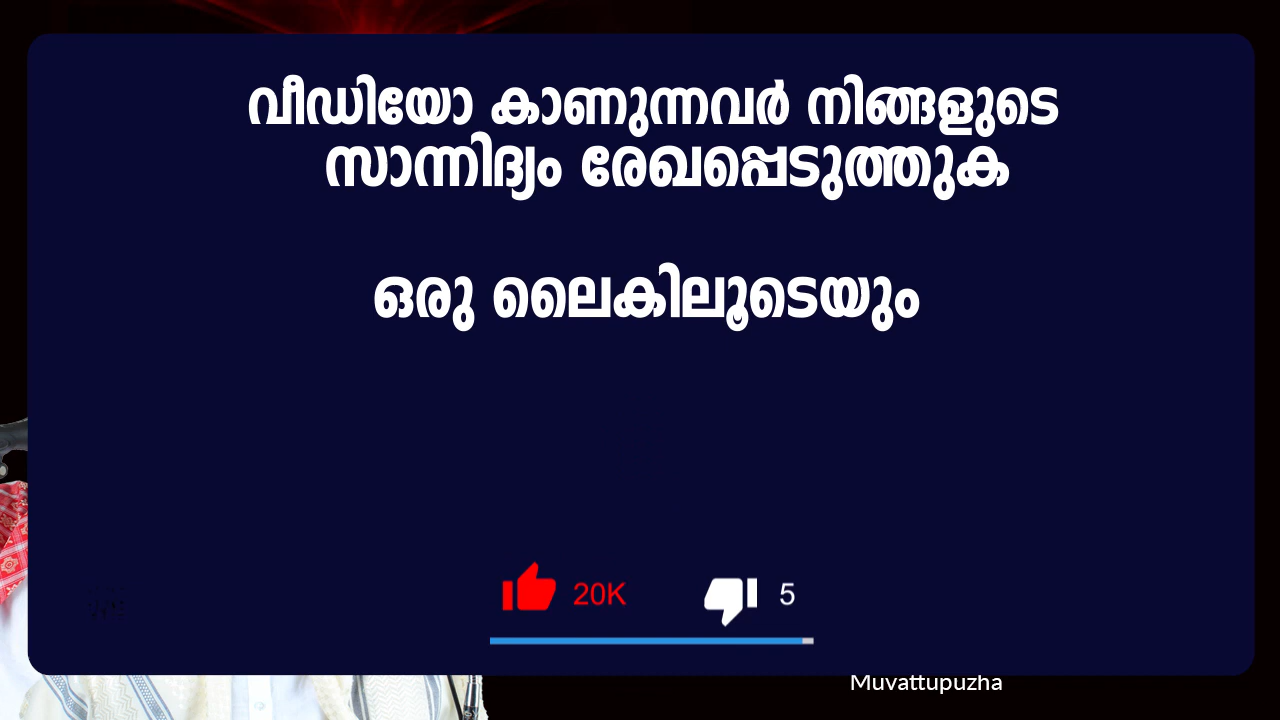 വീഡിയോ കാണുന്നവർ നിങ്ങളുടെ
സാന്നിദ്യം രേഖപ്പെടുത്തുക
ഒരു ലൈകിലൂടെയും
20K 5
Muvattupuzha